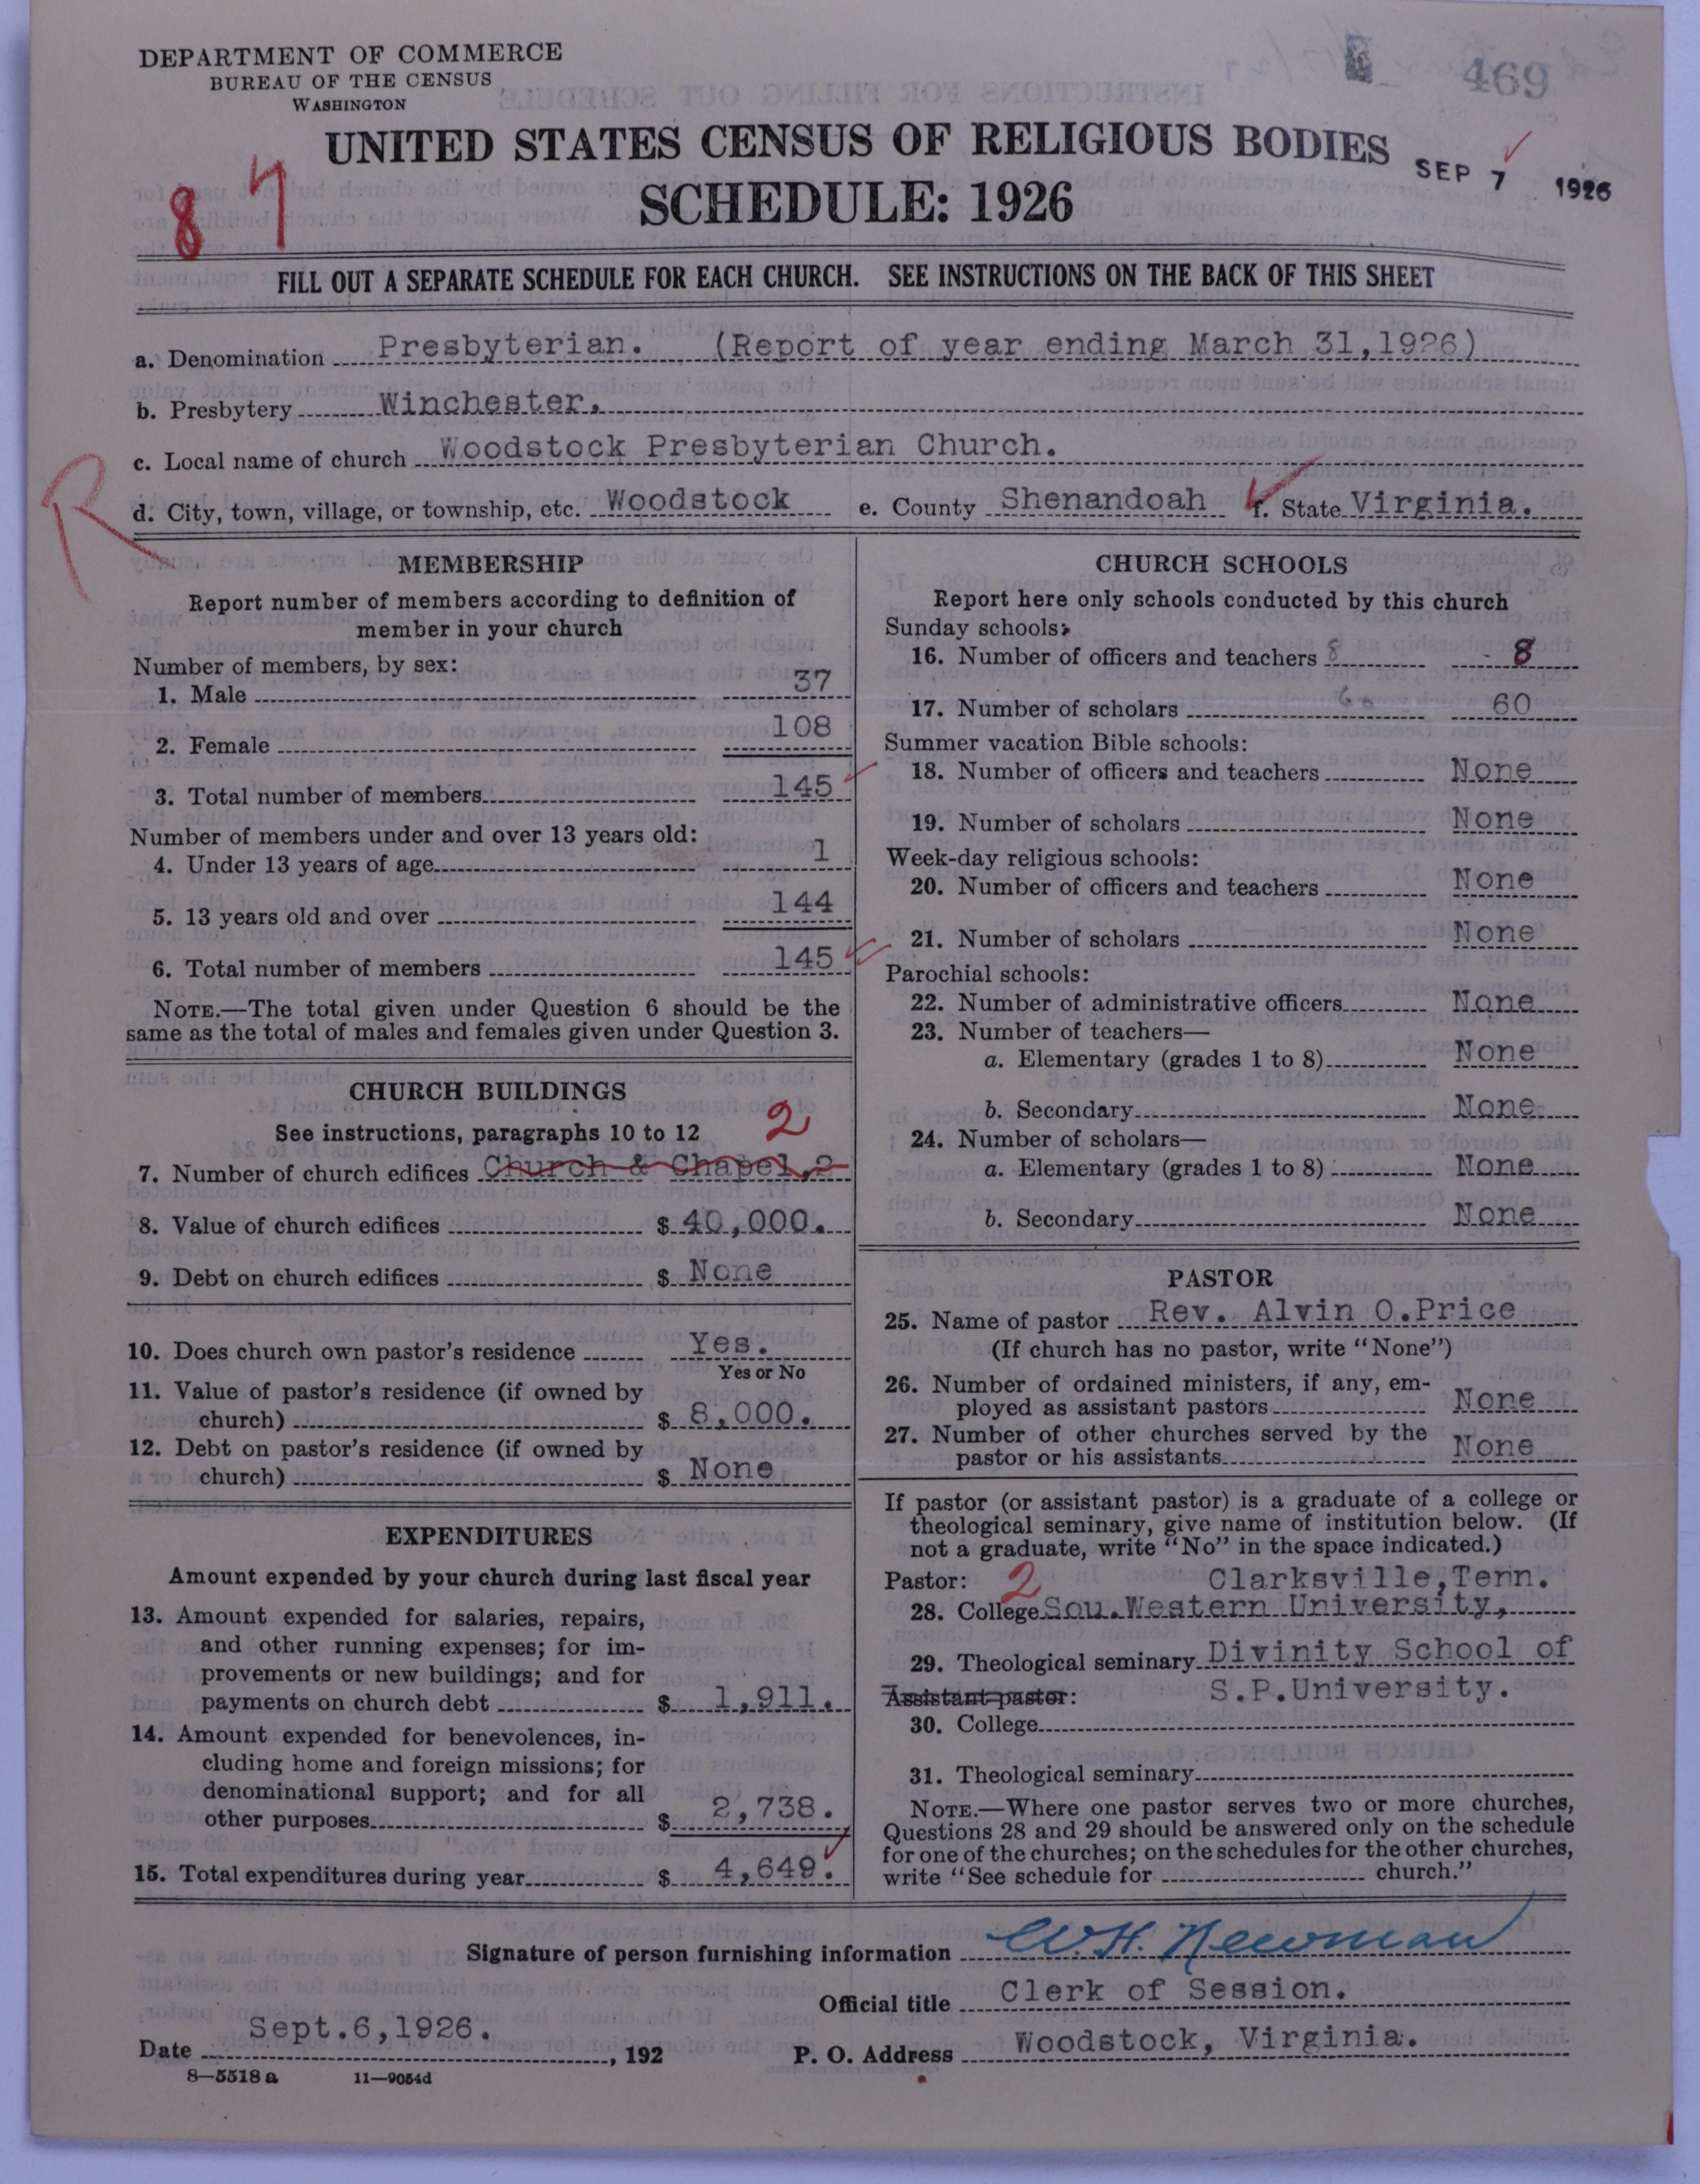 DEPARTMENT OF COMMERCE
BUREAU OF THE CENSUS
WASHINGTON
469
UNITED STATES CENSUS OF RELIGIOUS BODIES
SEP 7 1926
SCHEDULE: 1926
87
FILL OUT A SEPARATE SCHEDULE FOR EACH CHURCH. SEE INSTRUCTIONS ON THE BACK OF THIS SHEET
a. Denomination Presbyterian. (Report of year ending March 31,1926)
b. Presbytery Winchester.
c. Local name of church Woodstock Presbyterian Church.
R
d. City, town, village, or township, etc. Woodstock e. County Shenandoah f. State Virginia.
MEMBERSHIP
Report number of members according to definition of
member in your church
Number of members, by sex:
1. Male 37
2. Female 108
3. Total number of members 145
Number of members under and over 13 years old:
4. Under 13 years of age 1
5. 13 years old and over 144
6. Total number of members 145
NOTE.—The total given under Question 6 should be the
same as the total of males and females given under Question 3.
CHURCH BUILDINGS
See instructions, paragraphs 10 to 12 2
7. Number of church edifices Church & Chapel,2
8. Value of church edifices $ 40,000.
9. Debt on church edifices $ None
10. Does church own pastor's residence Yes.
Yes or No
11. Value of pastor's residence (if owned by
church) $ 8,000.
12. Debt on pastor's residence (if owned by
church) $ None
EXPENDITURES
Amount expended by your church during last fiscal year
13. Amount expended for salaries, repairs,
and other running expenses; for im-
provements or new buildings; and for
payments on church debt $ 1,911.
14. Amount expended for benevolences, in-
cluding home and foreign missions; for
denominational support; and for all
other purposes $ 2,738.
15. Total expenditures during year $ 4,649.
CHURCH SCHOOLS
Report here only schools conducted by this church
Sunday schools:
16. Number of officers and teachers 8 8
17. Number of scholars 60 60
Summer vacation Bible schools:
18. Number of officers and teachers None
19. Number of scholars None
Week-day religious schools:
20. Number of officers and teachers None
21. Number of scholars None
Parochial schools:
22. Number of administrative officers None
23. Number of teachers—
a. Elementary (grades 1 to 8) None
b. Secondary None
24. Number of scholars—
a. Elementary (grades 1 to 8) None
b. Secondary None
PASTOR
25. Name of pastor Rev. Alvin O.Price
(If church has no pastor, write "None")
26. Number of ordained ministers, if any, em-
ployed as assistant pastors None
27. Number of other churches served by the
pastor or his assistants None
If pastor (or assistant pastor) is a graduate of a college or
theological seminary, give name of institution below. (If
not a graduate, write "No" in the space indicated.)
Pastor: 2 Clarksville,Tenn.
28. College Sou.Western University,
29. Theological seminary Divinity School of
Assistant pastor: S.P.University.
30. College
31. Theological seminary
NOTE.—Where one pastor serves two or more churches,
Questions 28 and 29 should be answered only on the schedule
for one of the churches; on the schedules for the other churches,
write "See schedule for church."
Signature of person furnishing information W.H. Newman
Official title Clerk of Session.
Date Sept.6,1926. , 192
P. O. Address Woodstock, Virginia.
8—5518 a 11—9054d